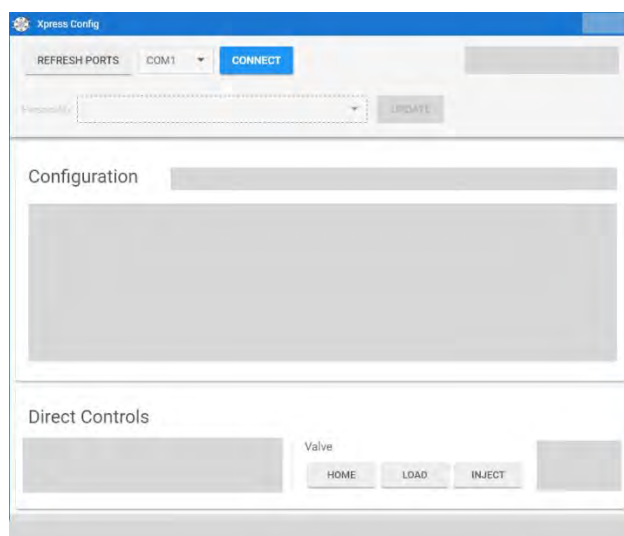 Xpress Config
REFRESH PORTS COM1 CONNECT
UPDATE
Configuration
Direct Controls
Valve
HOME LOAD INJECT